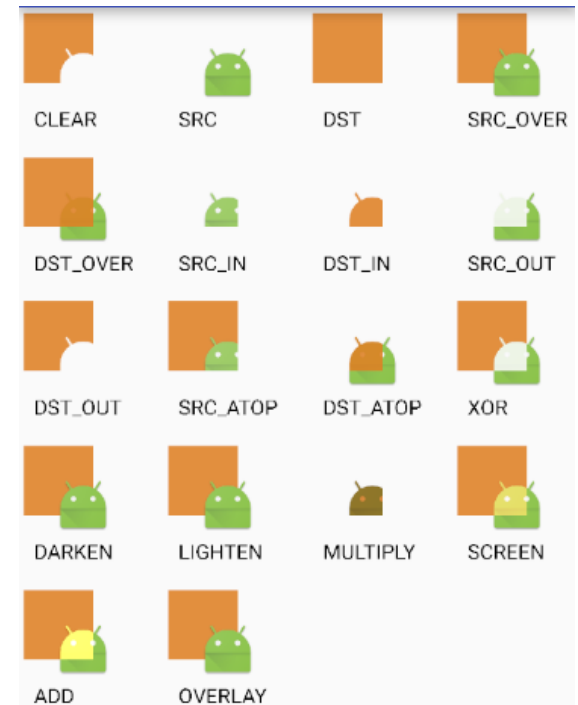 CLEAR SRC DST SRC_OVER
DST_OVER SRC_IN DST_IN SRC_OUT
DST_OUT SRC_ATOP DST_ATOP XOR
DARKEN LIGHTEN MULTIPLY SCREEN
ADD OVERLAY